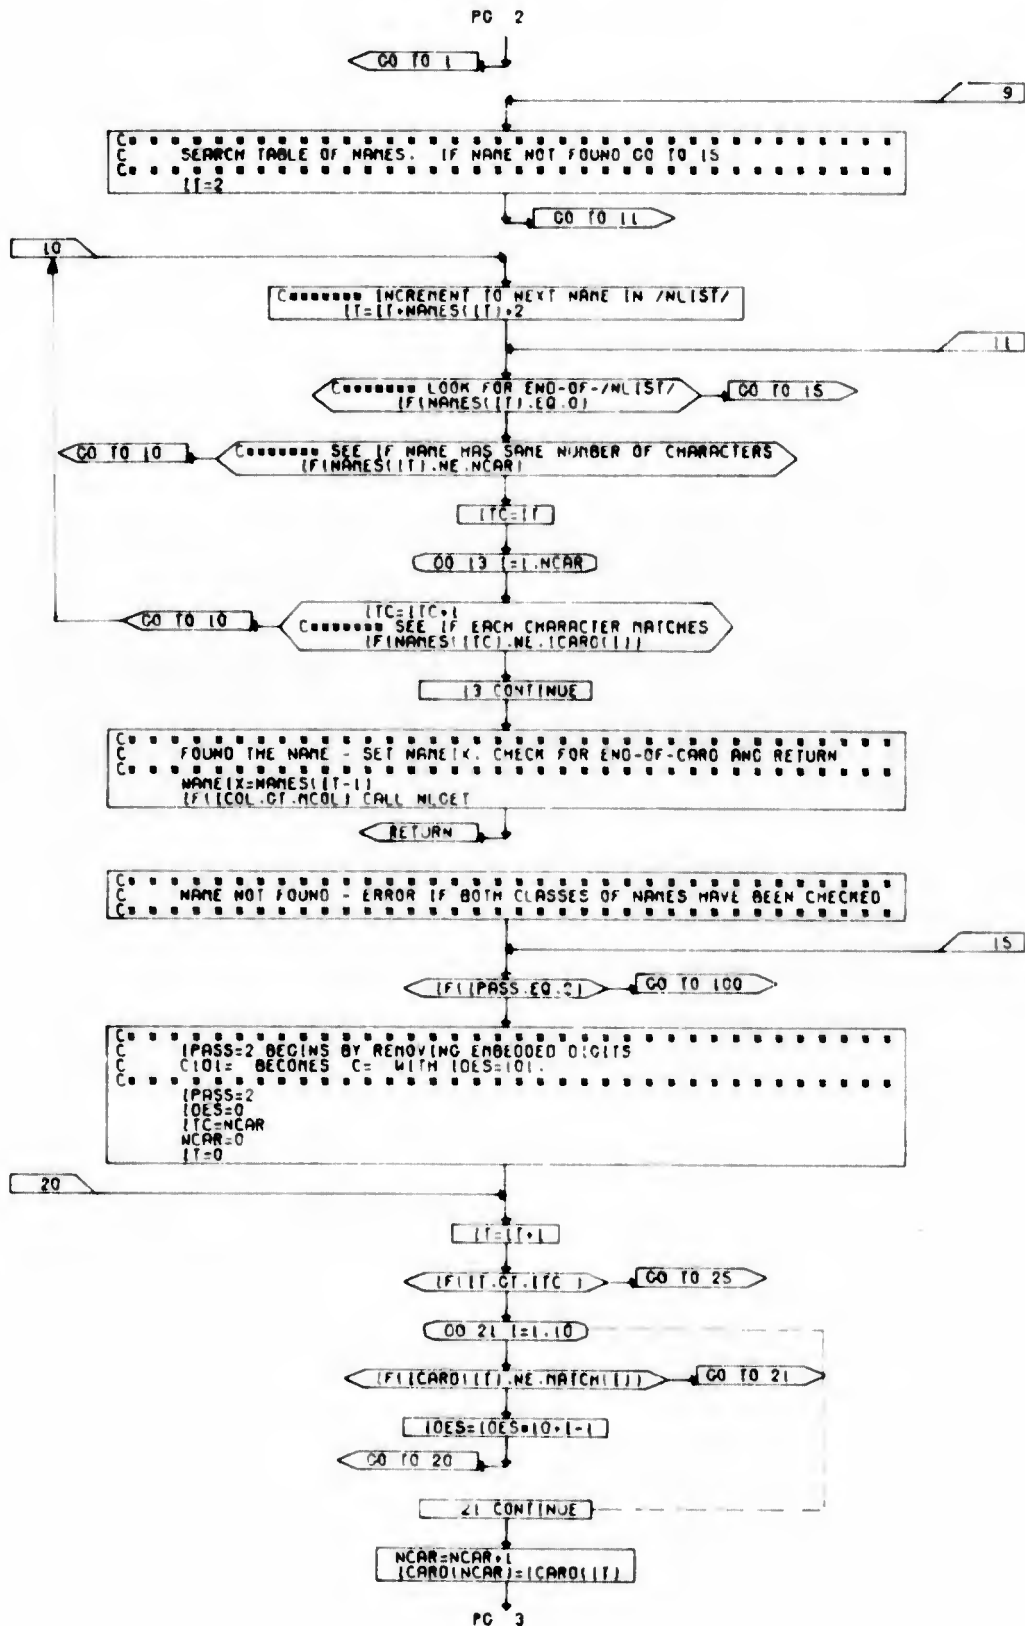 PG 2
GO TO 1
9
C* * * * * * * * * * * * * * * * * * * * * * * * * * * * * * * * * * *
C SEARCH TABLE OF NAMES. IF NAME NOT FOUND GO TO 15
C* * * * * * * * * * * * * * * * * * * * * * * * * * * * * * * * * * *
IT=2
GO TO 11
10
C******** INCREMENT TO NEXT NAME IN /NLIST/
IT=IT+NAMES(IT)+2
11
C******** LOOK FOR END-OF-/NLIST/
IF(NAMES(IT).EQ.0)
GO TO 15
GO TO 10
C******** SEE IF NAME HAS SAME NUMBER OF CHARACTERS
IF(NAMES(IT).NE.NCAR)
ITC=IT
DO 13 I=1,NCAR
ITC=ITC+1
GO TO 10
C******** SEE IF EACH CHARACTER MATCHES
IF(NAMES(ITC).NE.ICARD(I))
13 CONTINUE
C* * * * * * * * * * * * * * * * * * * * * * * * * * * * * * * * * * *
C FOUND THE NAME - SET NAMEIX, CHECK FOR END-OF-CARD AND RETURN
C* * * * * * * * * * * * * * * * * * * * * * * * * * * * * * * * * * *
NAMEIX=NAMES(IT-1)
IF(ICOL.GT.MCOL) CALL NLGET
RETURN
C* * * * * * * * * * * * * * * * * * * * * * * * * * * * * * * * * * *
C NAME NOT FOUND - ERROR IF BOTH CLASSES OF NAMES HAVE BEEN CHECKED
C* * * * * * * * * * * * * * * * * * * * * * * * * * * * * * * * * * *
15
IF(IPASS.EQ.2)
GO TO 100
C* * * * * * * * * * * * * * * * * * * * * * * * * * * * * * * * * * *
C IPASS=2 BEGINS BY REMOVING EMBEDDED DIGITS
C C101= BECOMES C= WITH IDES=101.
C* * * * * * * * * * * * * * * * * * * * * * * * * * * * * * * * * * *
IPASS=2
IDES=0
ITC=NCAR
NCAR=0
IT=0
20
IT=IT+1
IF(IT.GT.ITC )
GO TO 25
DO 21 I=1,10
IF(ICARD(IT).NE.MATCH(I))
GO TO 21
IDES=IDES*10+I-1
GO TO 20
21 CONTINUE
NCAR=NCAR+1
ICARD(NCAR)=ICARD(IT)
PG 3